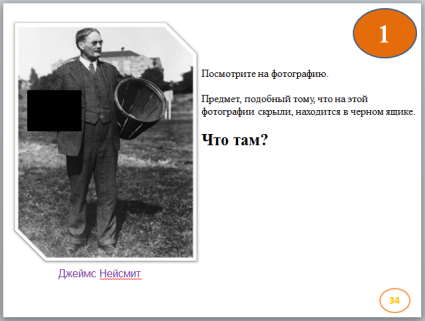 1
Посмотрите на фотографию.
Предмет, подобный тому, что на этой
фотографии скрыли, находится в черном ящике.
Что там?
Джеймс Нейсмит
34